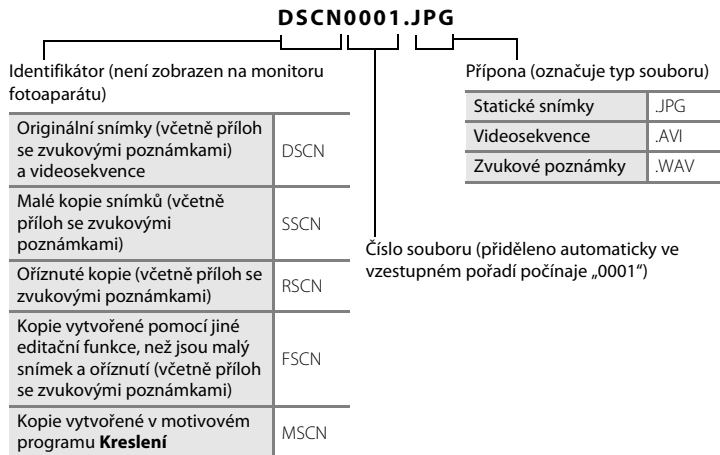 DSCN0001.JPG
Identifikátor (není zobrazen na monitoru
fotoaparátu)
Originální snímky (včetně příloh
se zvukovými poznámkami)
a videosekvence
DSCN
Malé kopie snímků (včetně
příloh se zvukovými
poznámkami)
SSCN
Oříznuté kopie (včetně příloh se
zvukovými poznámkami)
RSCN
Kopie vytvořené pomocí jiné
editační funkce, než jsou malý
snímek a oříznutí (včetně příloh
se zvukovými poznámkami)
FSCN
Kopie vytvořené v motivovém
programu Kreslení
MSCN
Přípona (označuje typ souboru)
Statické snímky .JPG
Videosekvence .AVI
Zvukové poznámky .WAV
Číslo souboru (přiděleno automaticky ve
vzestupném pořadí počínaje „0001“)